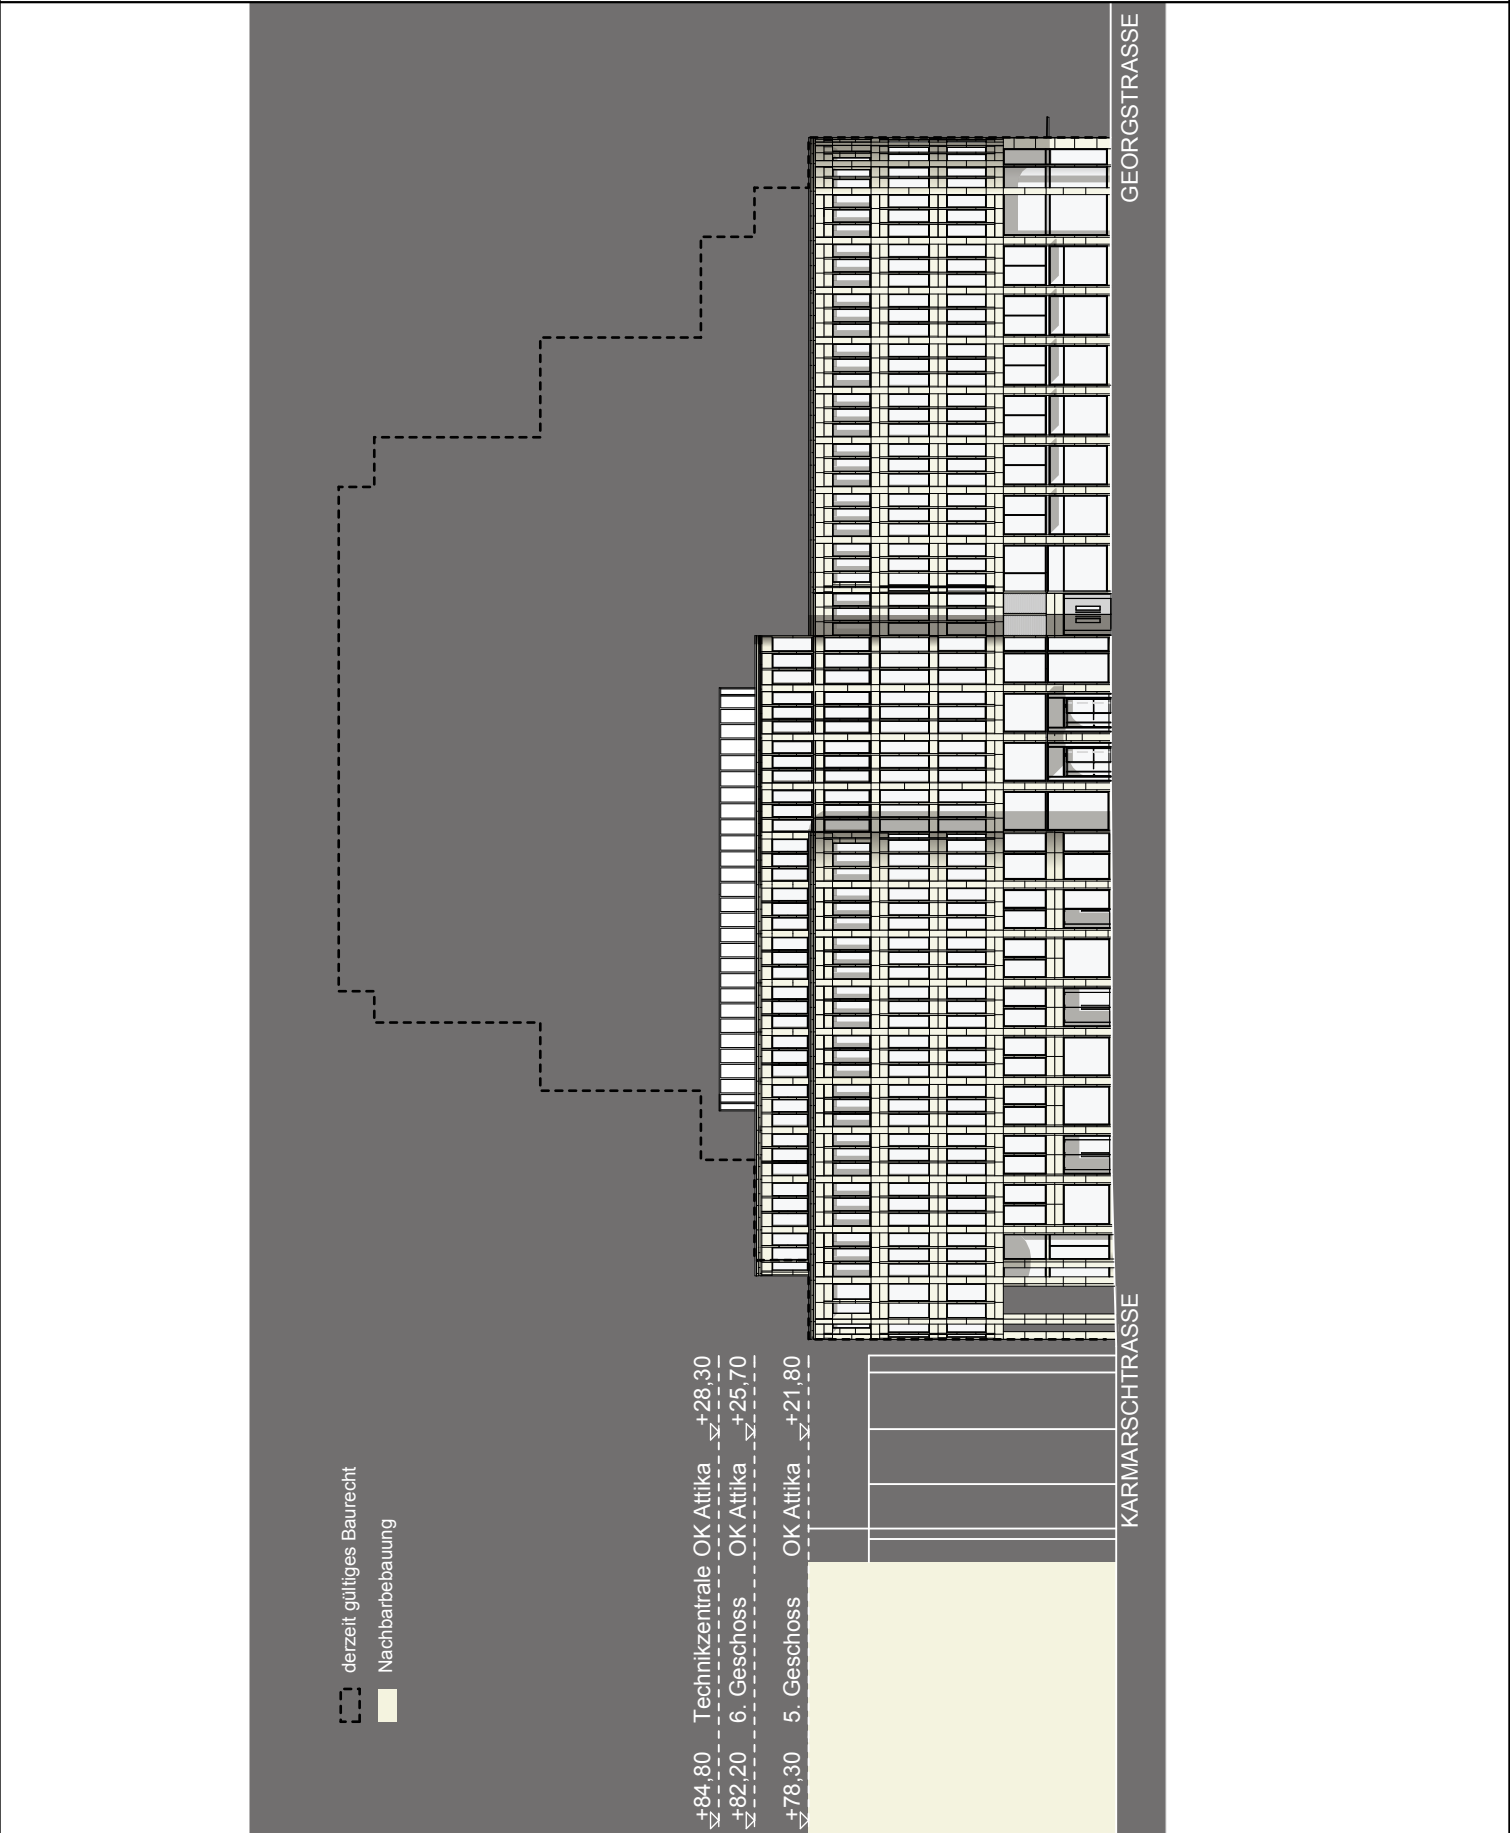 derzeit gültiges Baurecht
Nachbarbebauung
+84,80 Technikzentrale OK Attika +28,30
+82,20 6. Geschoss OK Attika +25,70
+78,30 5. Geschoss OK Attika +21,80
KARMARSCHTRASSE GEORGSTRASSE